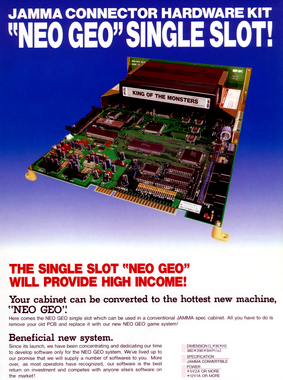 JAMMA CONNECTOR HARDWARE KIT
"NEO GEO" SINGLE SLOT!
KING OF THE MONSTERS
THE SINGLE SLOT "NEO GEO"
WILL PROVIDE HIGH INCOME!
Your cabinet can be converted to the hottest new machine,
"NEO GEO"!
Here comes the NEO GEO single slot which can be used in a conventional JAMMA spec cabinet. All you have to do is
remove your old PCB and replace it with our new NEO GEO game system!
Beneficial new system.
Since its launch, we have been concentrating and dedicating our time
to develop software only for the NEO GEO system. We've lived up to
our promise that we will supply a number of softwares to you. More
over, as most operators have recognized, our software is the best
return on investment and competes with anyone else's software on
the market!
SPECIFICATION
JAMMA CONVERTIBLE
POWER
OR MORE
OR MORE